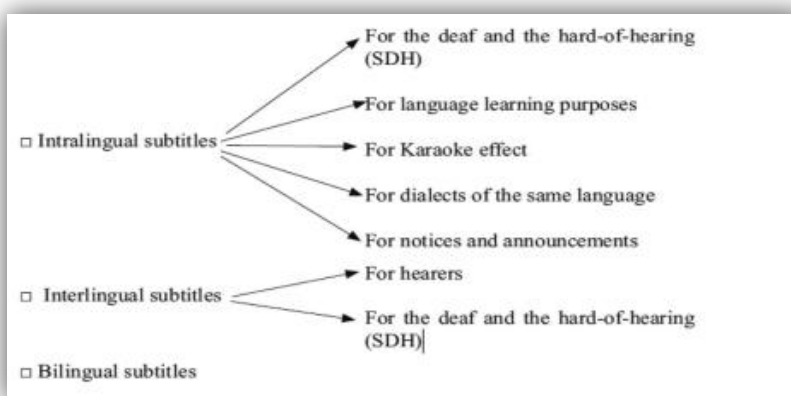 For the deaf and the hard-of-hearing
(SDH)
For language learning purposes
□ Intralingual subtitles
For Karaoke effect
For dialects of the same language
For notices and announcements
For hearers
□ Interlingual subtitles
For the deaf and the hard-of-hearing
(SDH)
□ Bilingual subtitles